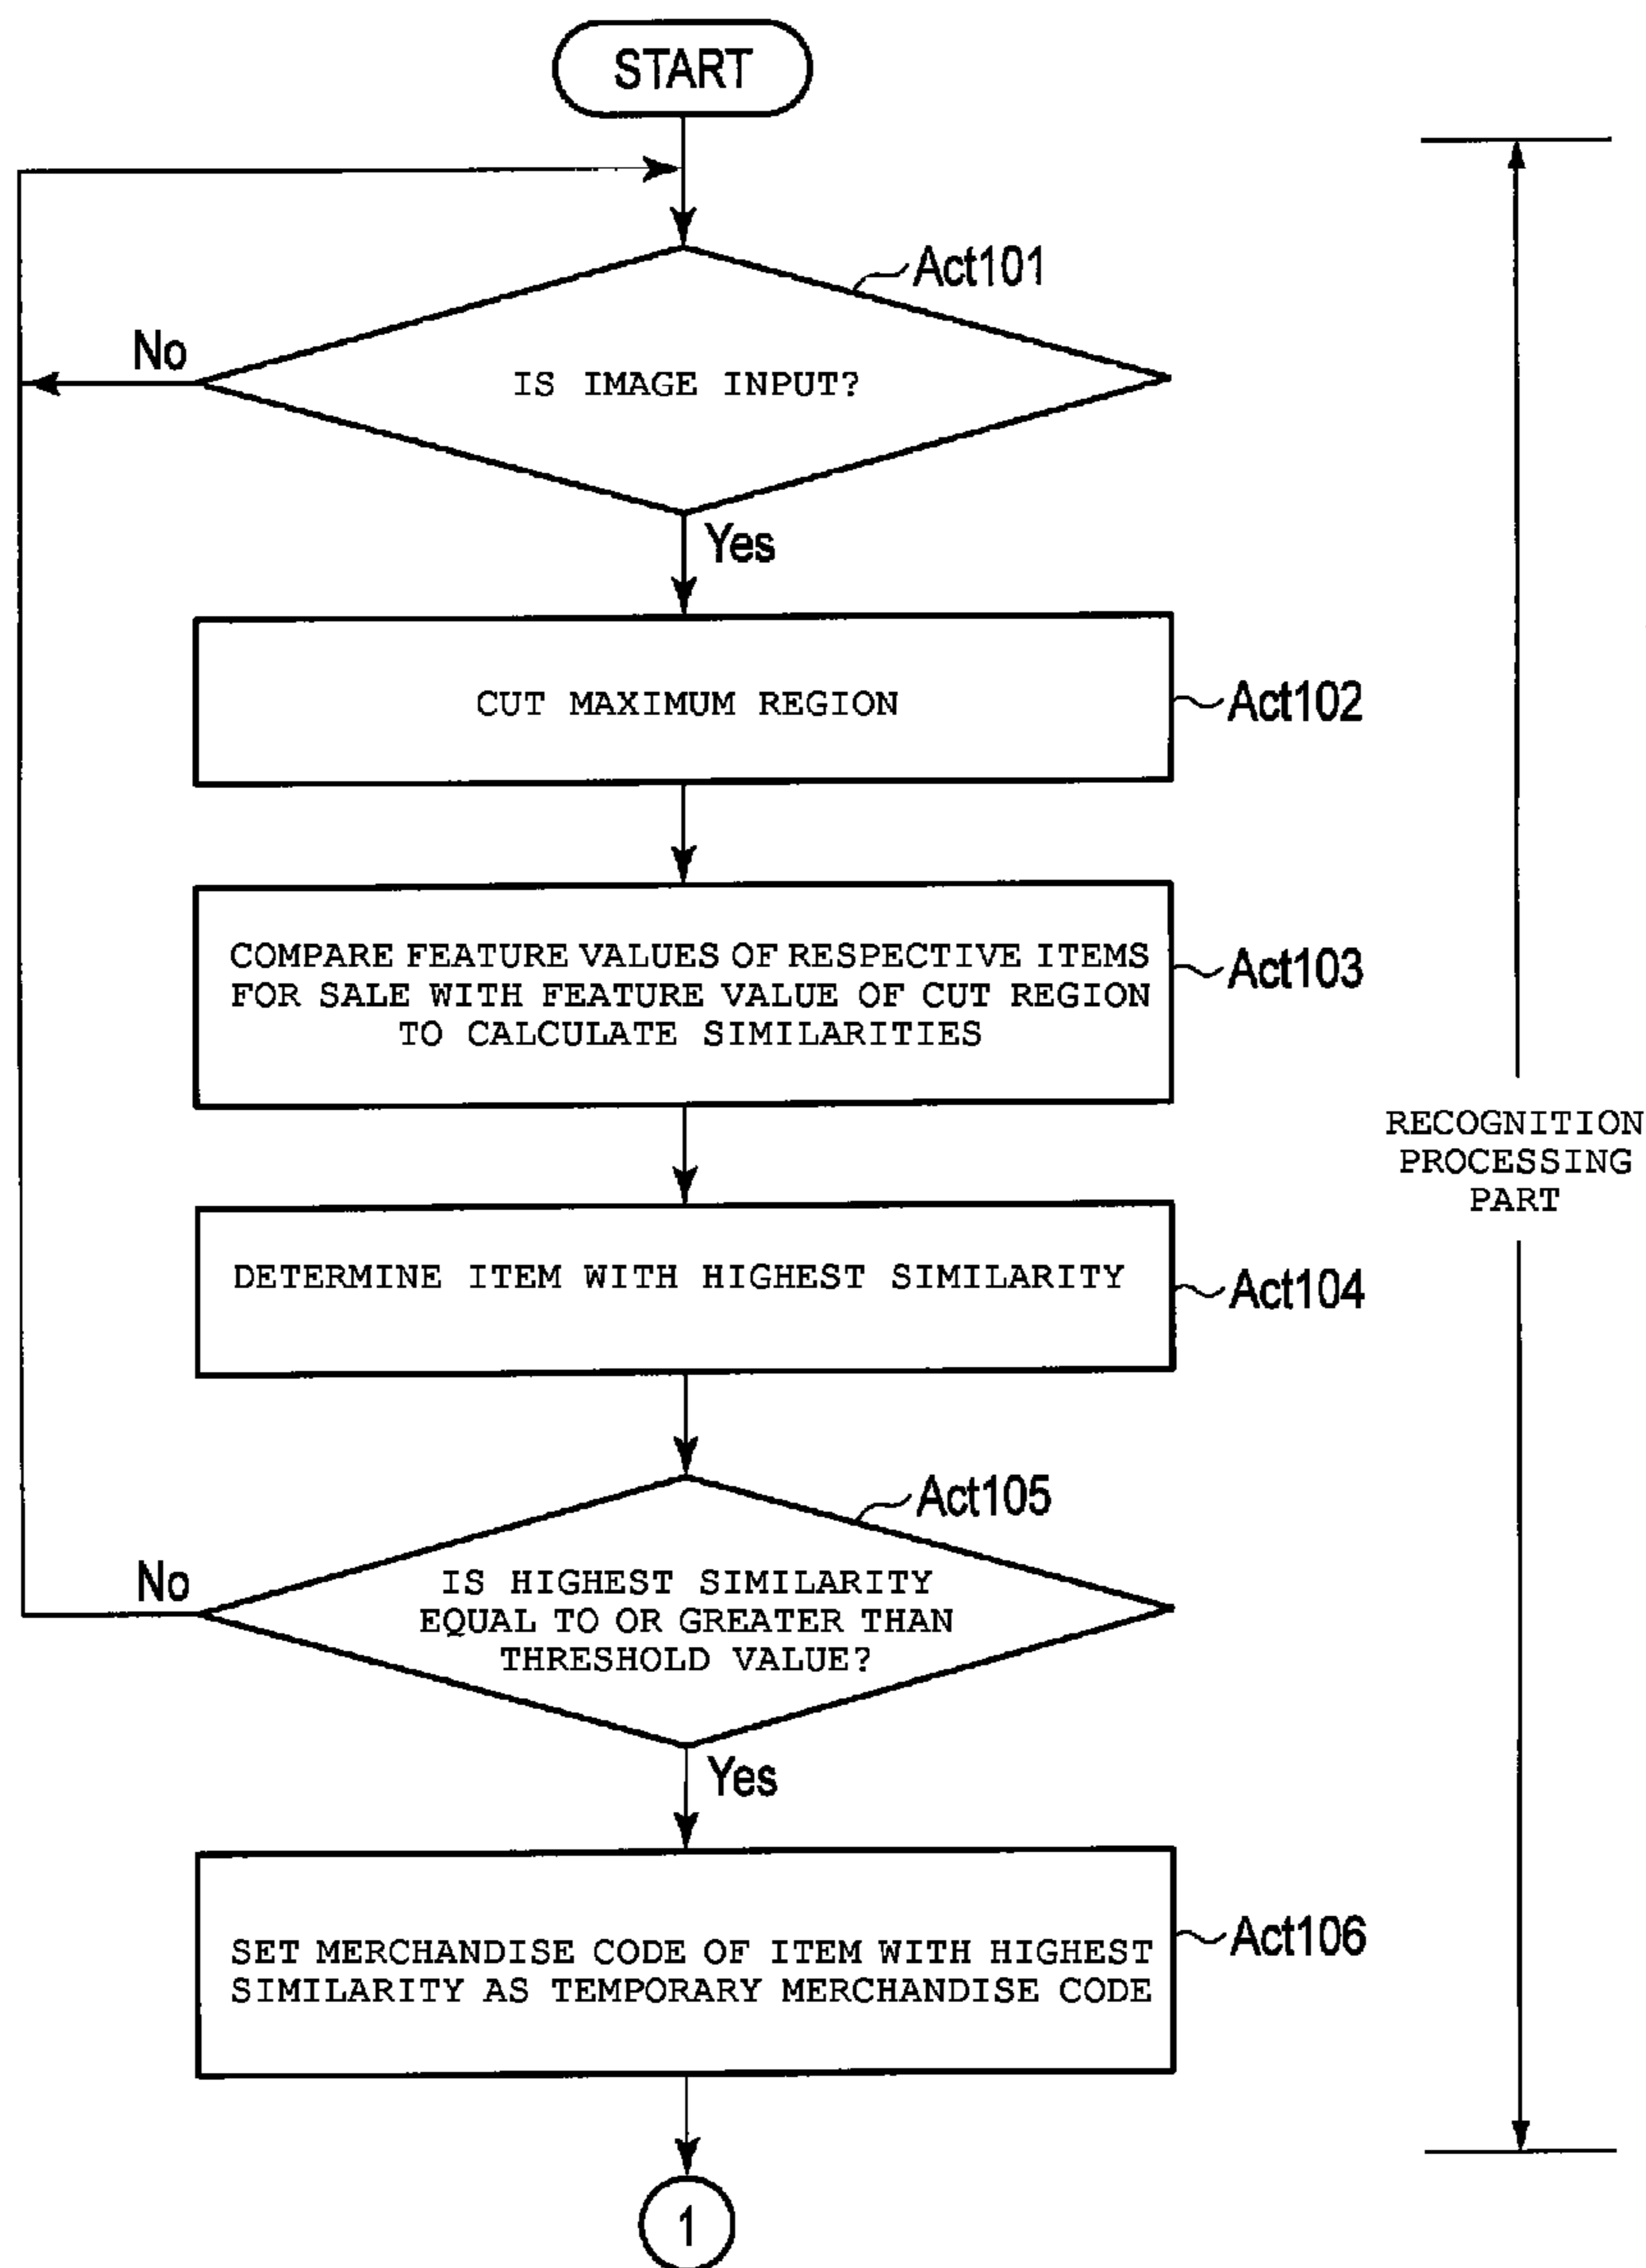 START
Act101
No
IS IMAGE INPUT?
Yes
CUT MAXIMUM REGION
Act102
COMPARE FEATURE VALUES OF RESPECTIVE ITEMS
FOR SALE WITH FEATURE VALUE OF CUT REGION
TO CALCULATE SIMILARITIES
Act103
RECOGNITION
PROCESSING
PART
DETERMINE ITEM WITH HIGHEST SIMILARITY
Act104
Act105
No
IS HIGHEST SIMILARITY
EQUAL TO OR GREATER THAN
THRESHOLD VALUE?
Yes
SET MERCHANDISE CODE OF ITEM WITH HIGHEST
SIMILARITY AS TEMPORARY MERCHANDISE CODE
Act106
1